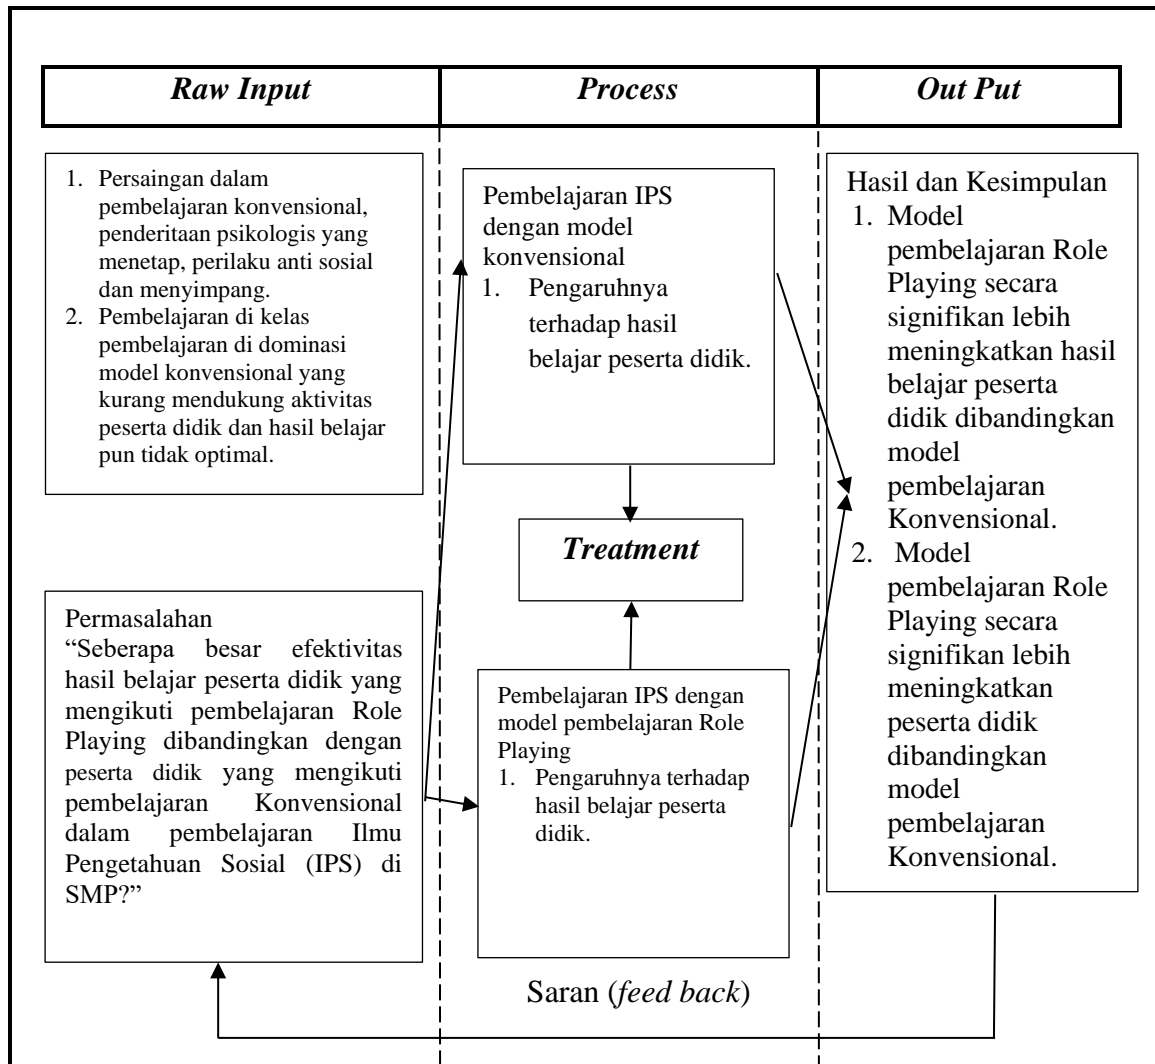 Raw Input
Process
Out Put
1. Persaingan dalam
pembelajaran konvensional,
penderitaan psikologis yang
menetap, perilaku anti sosial
dan menyimpang.
2. Pembelajaran di kelas
pembelajaran di dominasi
model konvensional yang
kurang mendukung aktivitas
peserta didik dan hasil belajar
pun tidak optimal.
Permasalahan
“Seberapa besar efektivitas
hasil belajar peserta didik yang
mengikuti pembelajaran Role
Playing dibandingkan dengan
peserta didik yang mengikuti
pembelajaran Konvensional
dalam pembelajaran Ilmu
Pengetahuan Sosial (IPS) di
SMP?”
Pembelajaran IPS
dengan model
konvensional
1. Pengaruhnya
terhadap hasil
belajar peserta didik.
Treatment
Pembelajaran IPS dengan
model pembelajaran Role
Playing
1. Pengaruhnya terhadap
hasil belajar peserta
didik.
Hasil dan Kesimpulan
1. Model
pembelajaran Role
Playing secara
signifikan lebih
meningkatkan hasil
belajar peserta
didik dibandingkan
model
pembelajaran
Konvensional.
2. Model
pembelajaran Role
Playing secara
signifikan lebih
meningkatkan
peserta didik
dibandingkan
model
pembelajaran
Konvensional.
Saran (feed back)